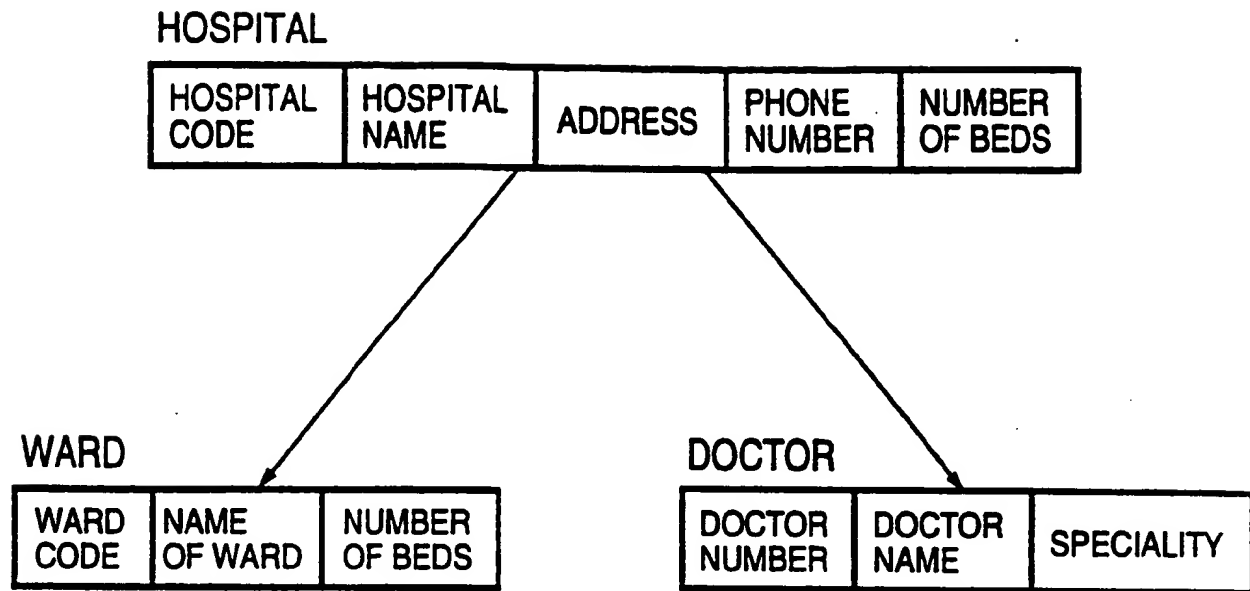 HOSPITAL
HOSPITAL CODE
HOSPITAL NAME
ADDRESS
PHONE NUMBER
NUMBER OF BEDS
WARD
WARD CODE
NAME OF WARD
NUMBER OF BEDS
DOCTOR
DOCTOR NUMBER
DOCTOR NAME
SPECIALITY